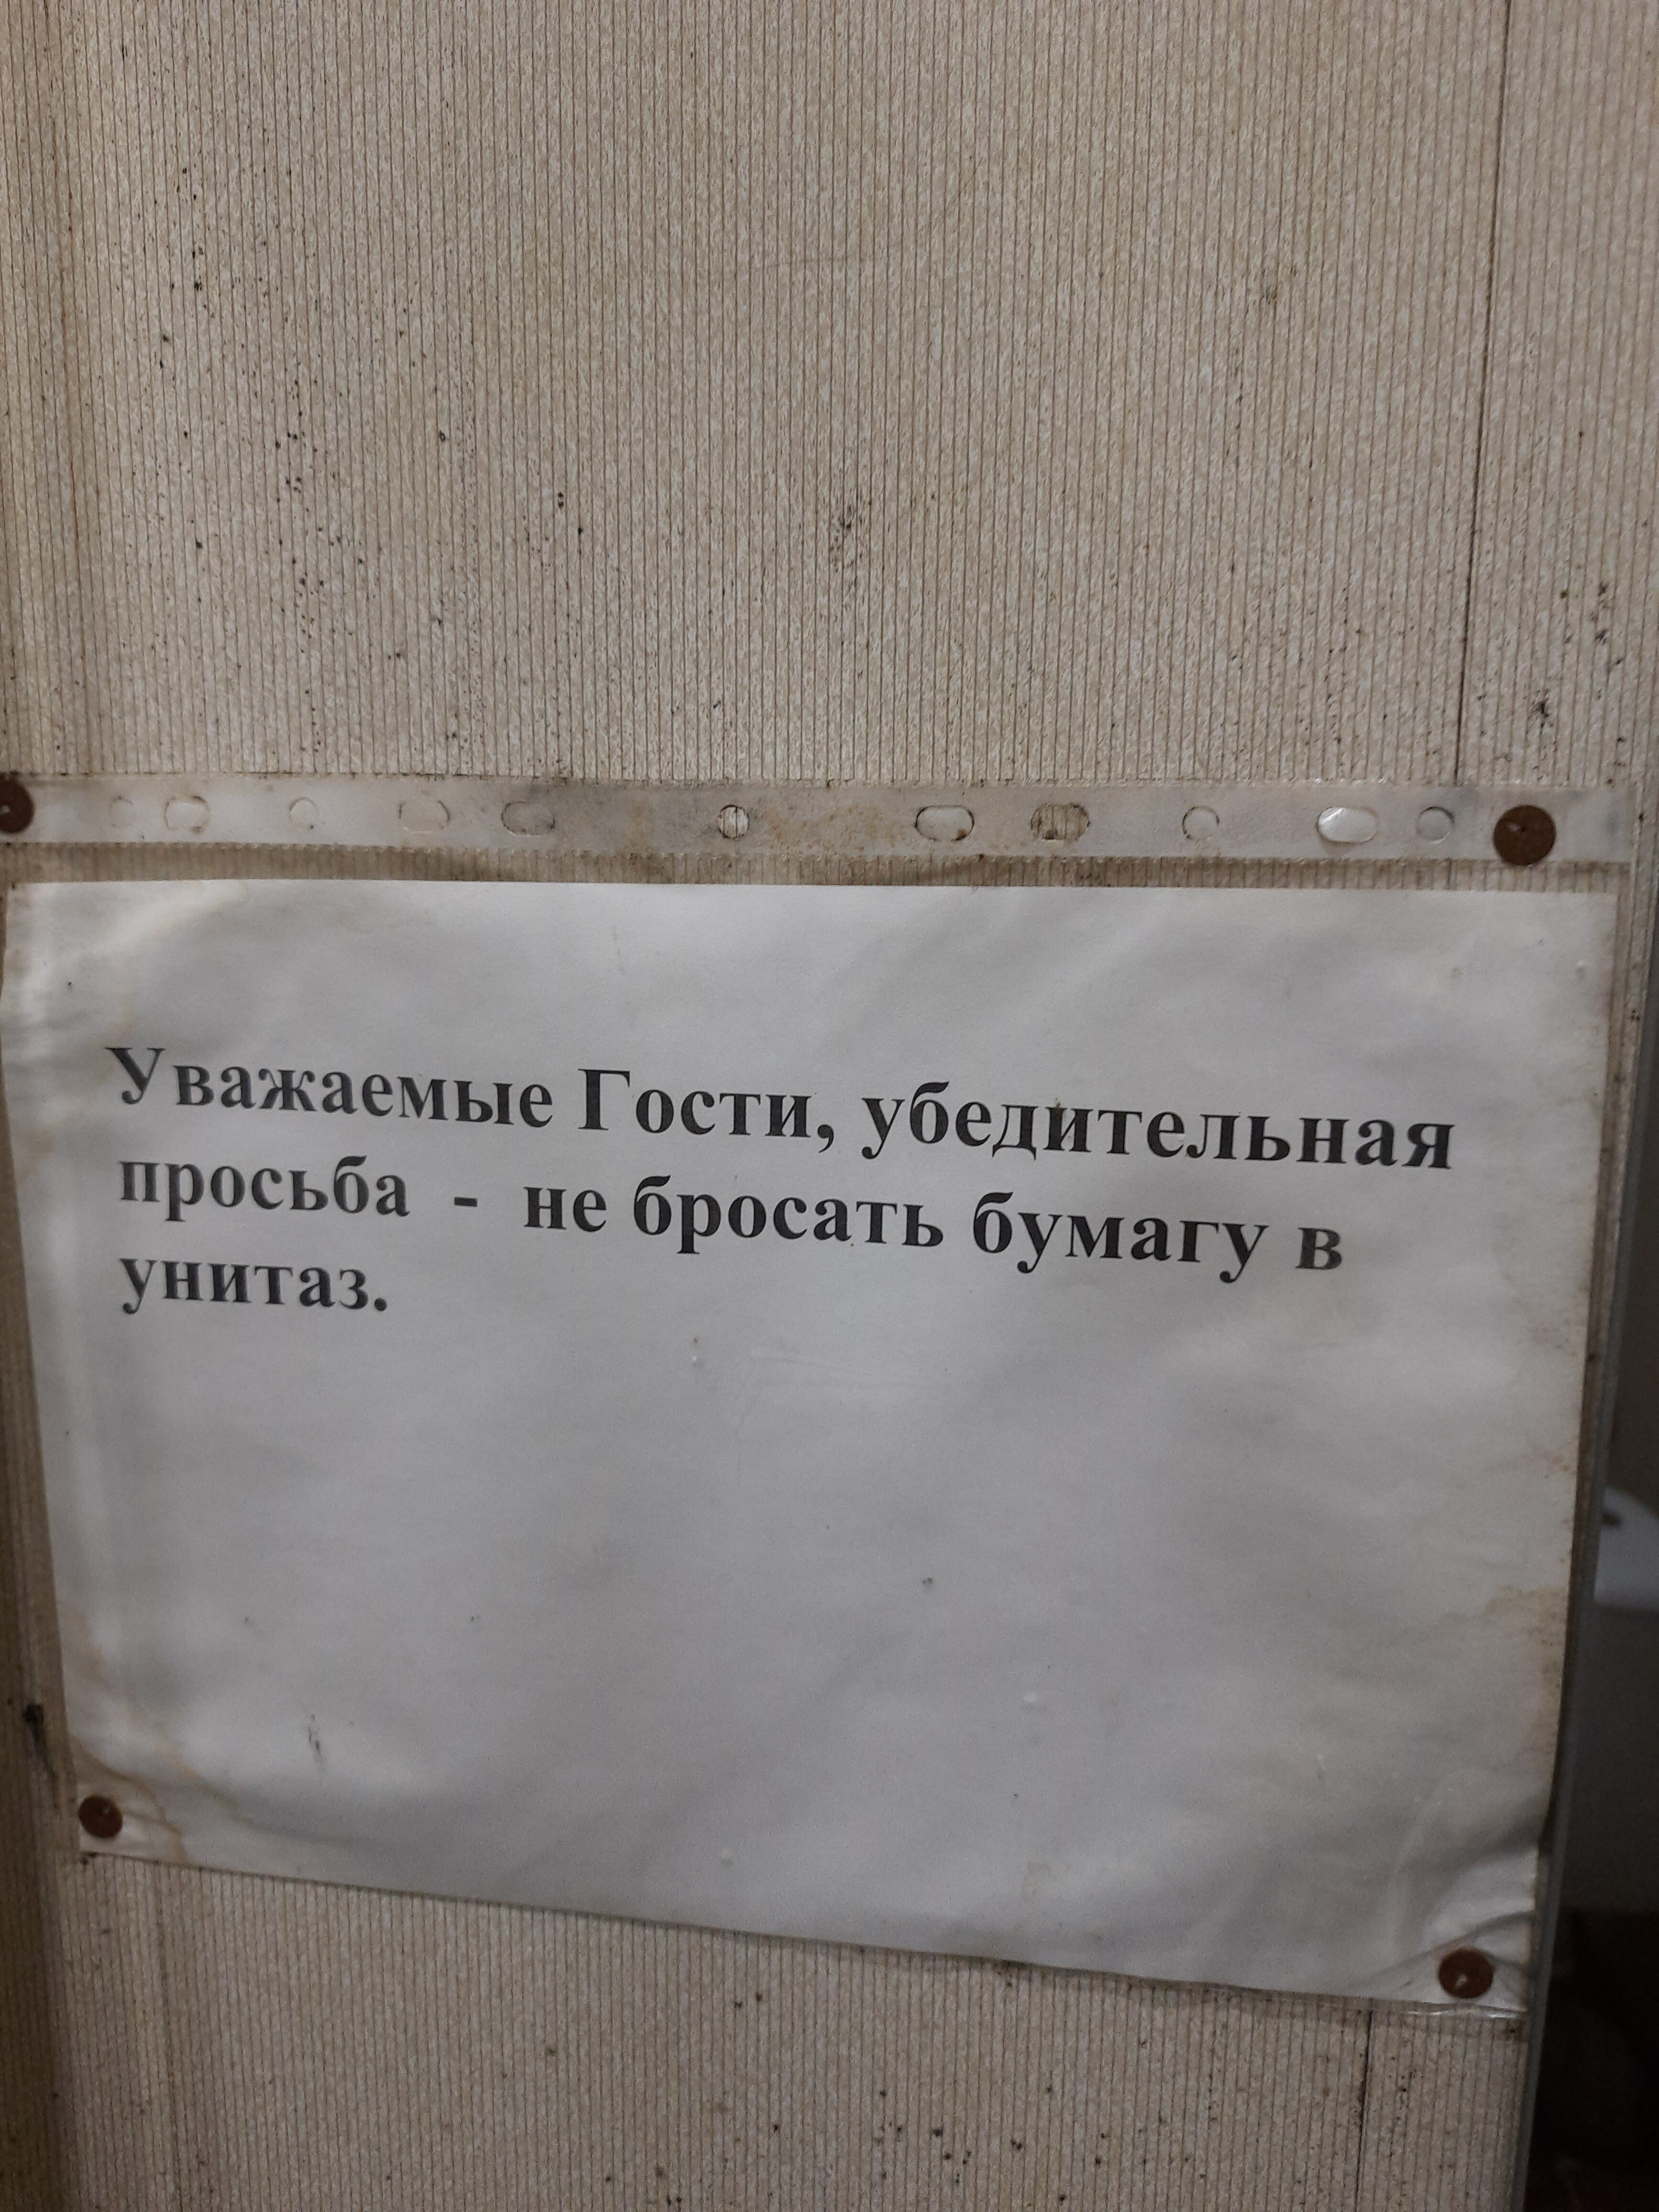 Уважаемые Гости, убедительная
просьба - не бросать бумагу в
унитаз.